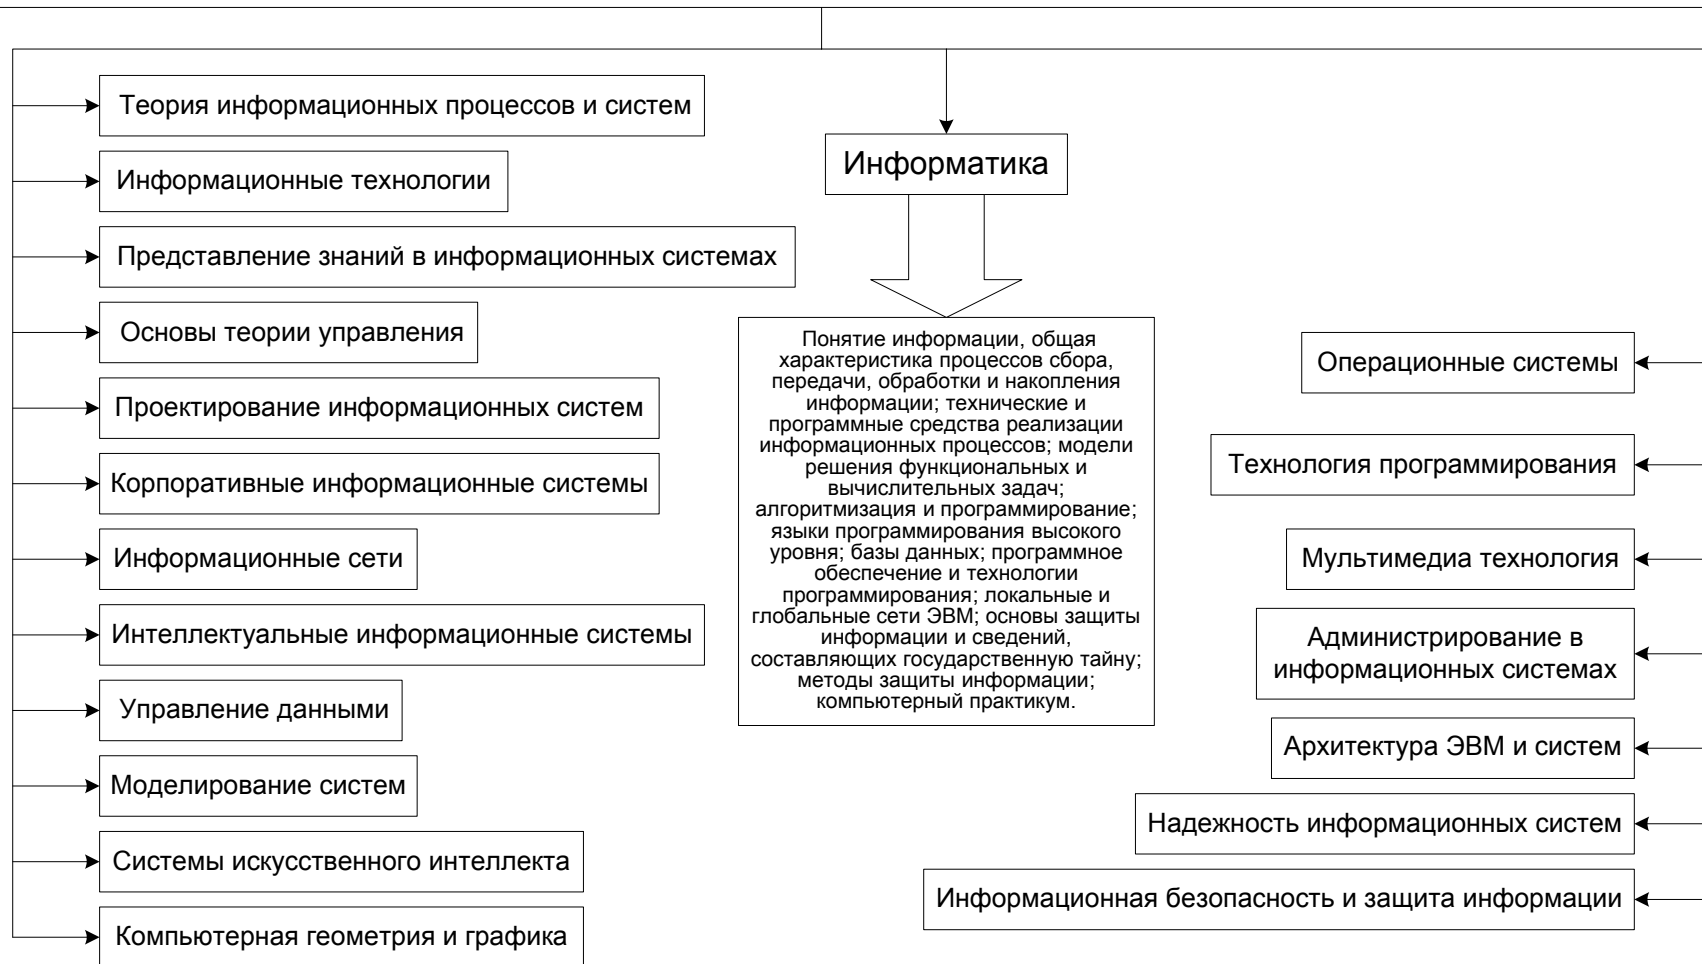 Теория информационных процессов и систем
Информационные технологии
Представление знаний в информационных системах
Основы теории управления
Проектирование информационных систем
Корпоративные информационные системы
Информационные сети
Интеллектуальные информационные системы
Управление данными
Моделирование систем
Системы искусственного интеллекта
Компьютерная геометрия и графика
Информатика
Понятие информации, общая
характеристика процессов сбора,
передачи, обработки и накопления
информации; технические и
программные средства реализации
информационных процессов; модели
решения функциональных и
вычислительных задач;
алгоритмизация и программирование;
языки программирования высокого
уровня; базы данных; программное
обеспечение и технологии
программирования; локальные и
глобальные сети ЭВМ; основы защиты
информации и сведений,
составляющих государственную тайну;
методы защиты информации;
компьютерный практикум.
Операционные системы
Технология программирования
Мультимедиа технология
Администрирование в
информационных системах
Архитектура ЭВМ и систем
Надежность информационных систем
Информационная безопасность и защита информации